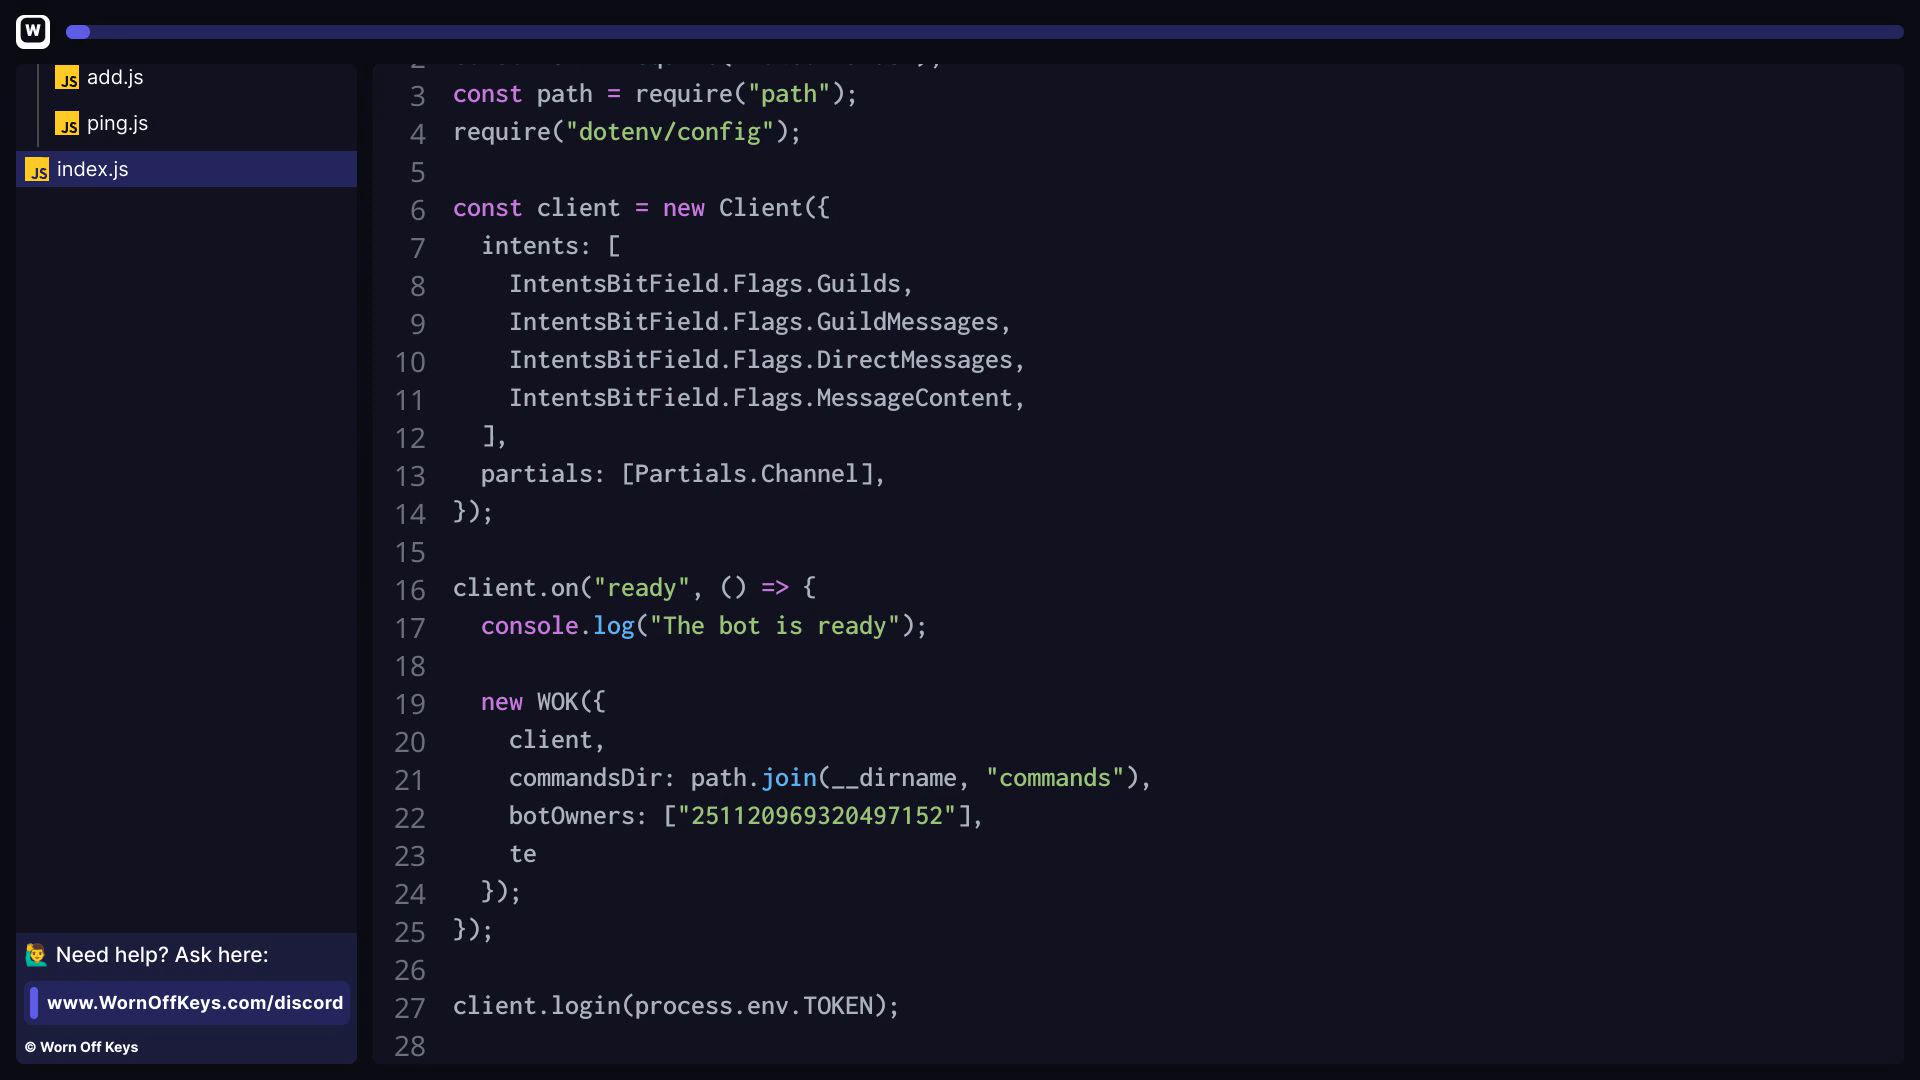 W
JS add.js
JS ping.js
JS index.js
3 const path = require("path");
4 require("dotenv/config");
5
6 const client = new Client({
7 intents: [
8 IntentsBitField.Flags.Guilds,
9 IntentsBitField.Flags.GuildMessages,
10 IntentsBitField.Flags.DirectMessages,
11 IntentsBitField.Flags.MessageContent,
12 ],
13 partials: [Partials.Channel],
14 });
15
16 client.on("ready", () => {
17 console.log("The bot is ready");
18
19 new WOK({
20 client,
21 commandsDir: path.join(__dirname, "commands"),
22 botOwners: ["251120969320497152"],
23 te
24 });
25 });
26
27 client.login(process.env.TOKEN);
28
Need help? Ask here:
www.WornOffKeys.com/discord
© Worn Off Keys